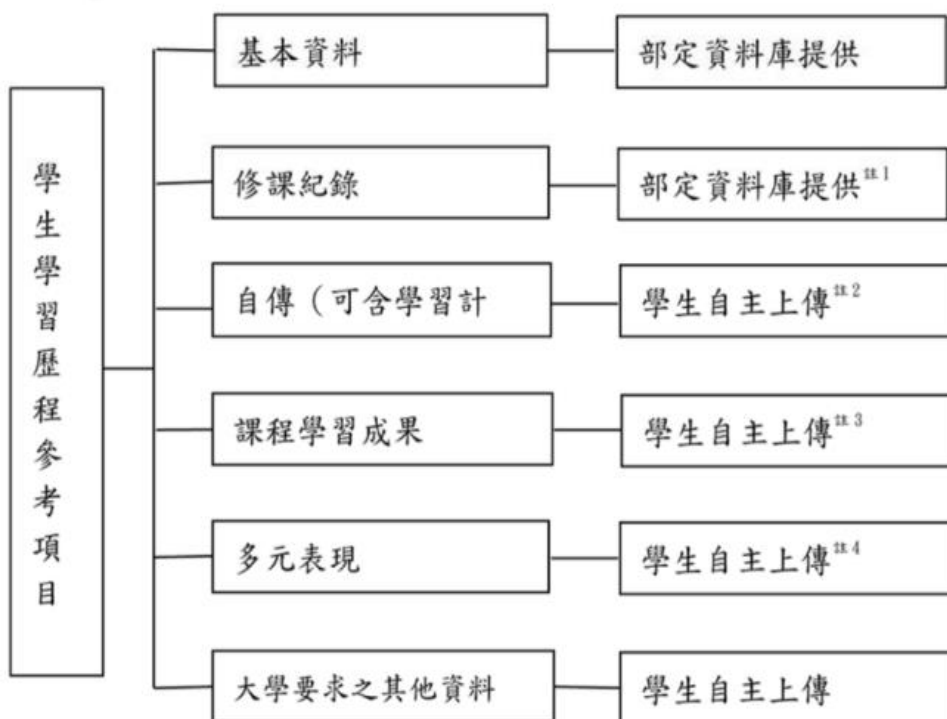 學生學習歷程參考項目
基本資料
部定資料庫提供
修課紀錄
部定資料庫提供註1
自傳（可含學習計
學生自主上傳註2
課程學習成果
學生自主上傳註3
多元表現
學生自主上傳註4
大學要求之其他資料
學生自主上傳